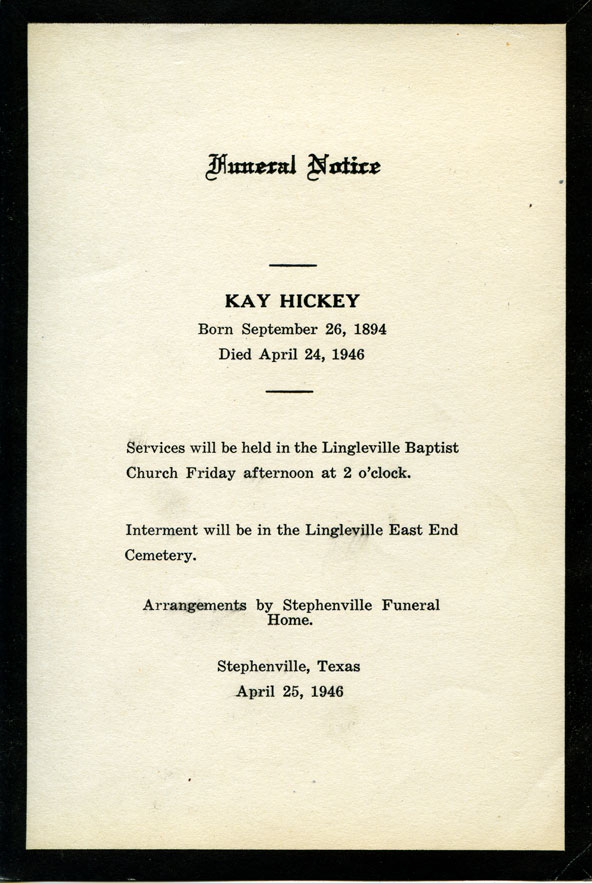 Funeral Notice
KAY HICKEY
Born September 26, 1894
Died April 24, 1946
Services will be held in the Lingleville Baptist
Church Friday afternoon at 2 o'clock.
Interment will be in the Lingleville East End
Cemetery.
Arrangements by Stephenville Funeral
Home.
Stephenville, Texas
April 25, 1946